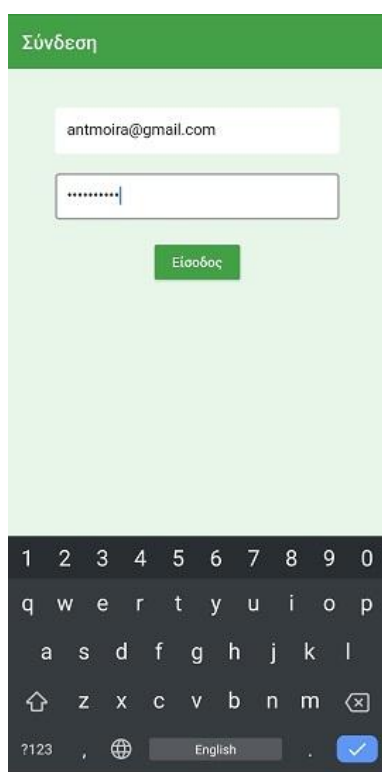 Σύνδεση
antmoira@gmail.com
••••••••••
Είσοδος
1 2 3 4 5 6 7 8 9 0
q w e r t y u i o p
a s d f g h j k l
z x c v b n m
?123 , English .